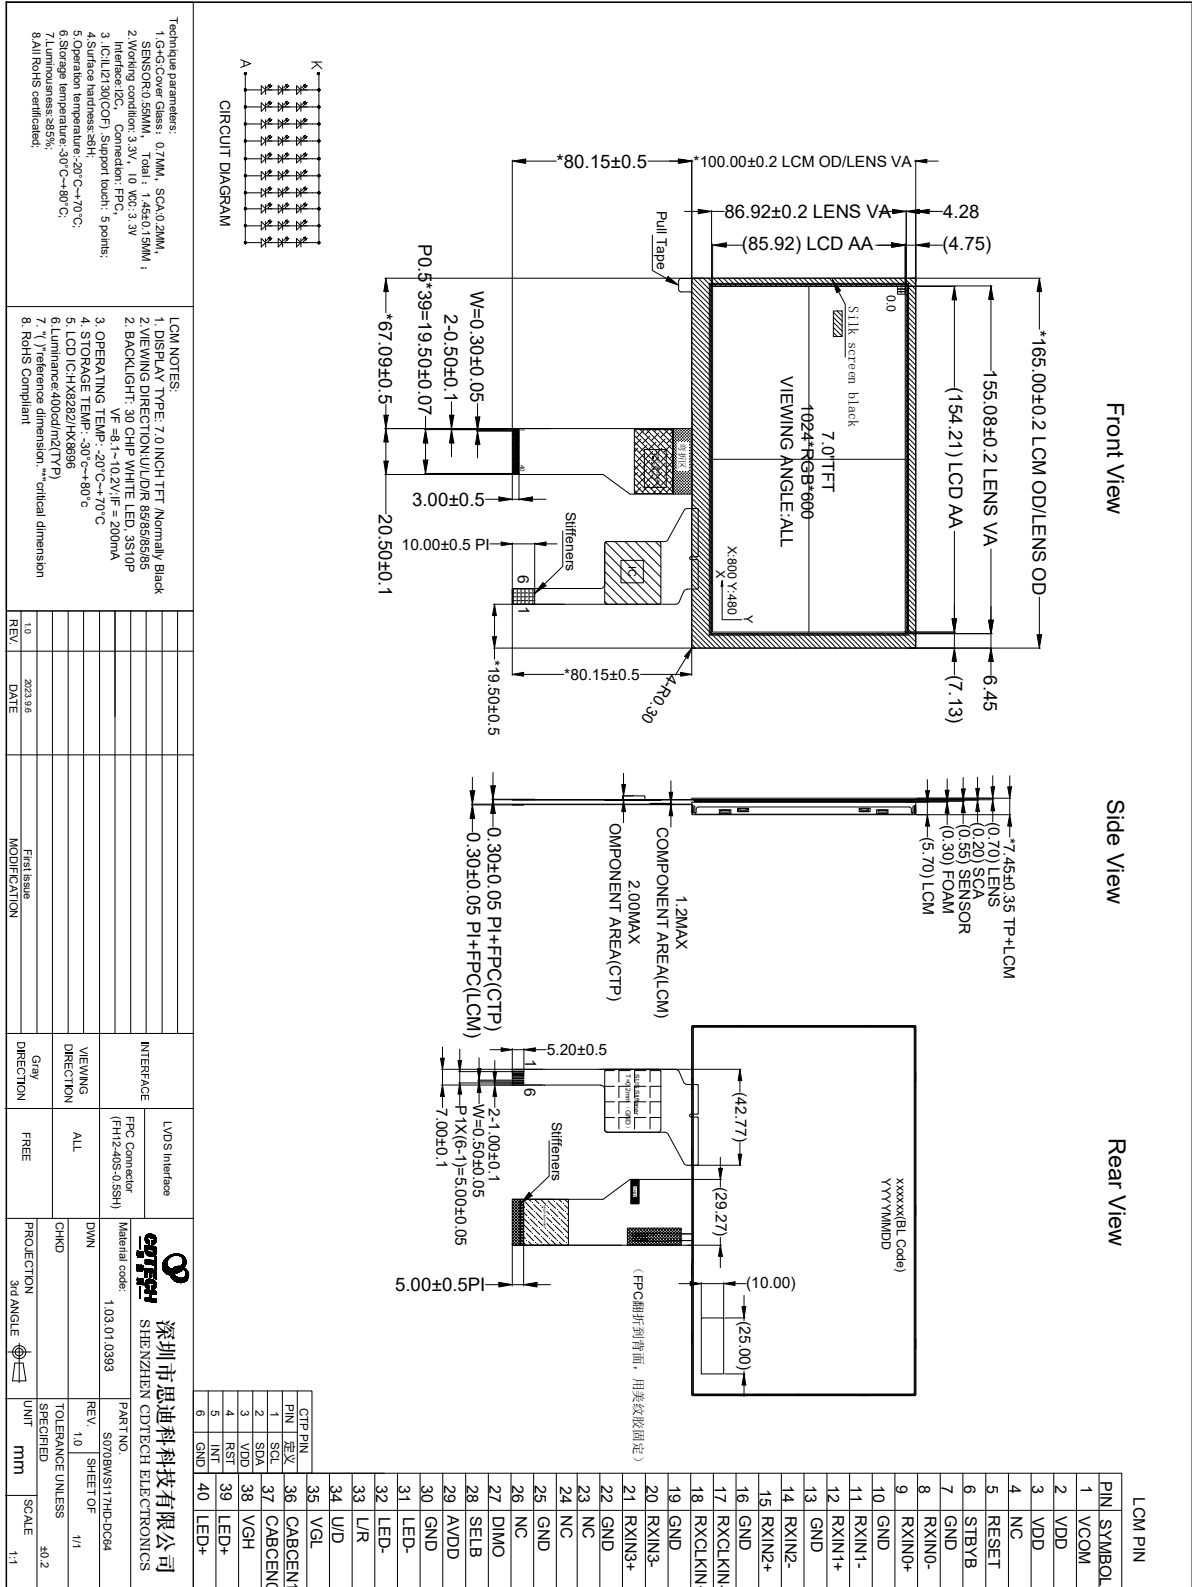 Front View
Side View
Rear View
*165.00±0.2 LCM OD/LENS OD
155.08±0.2 LENS VA
6.45
(154.21) LCD AA
(7.13)
*100.00±0.2 LCM OD/LENS VA
86.92±0.2 LENS VA
4.28
(85.92) LCD AA
(4.75)
*80.15±0.5
Pull Tape
0.0
Silk screen black
7.0"TFT
1024*RGB*600
VIEWING ANGLE:ALL
X:800 Y:480
X
Y
弯折区
IC
40
*67.09±0.5
20.50±0.1
P0.5*39=19.50±0.07
2-0.50±0.1
W=0.30±0.05
3.00±0.5
10.00±0.5 PI
Stiffeners
6
1
*19.50±0.5
*80.15±0.5
4-R0.30
*7.45±0.35 TP+LCM
(0.70) LENS
(0.20) SCA
(0.55) SENSOR
(0.30) FOAM
(5.70) LCM
1.2MAX
COMPONENT AREA(LCM)
2.00MAX
OMPONENT AREA(CTP)
0.30±0.05 PI+FPC(CTP)
0.30±0.05 PI+FPC(LCM)
xxxxxx(BL Code)
YYYYMMDD
(42.77)
(29.27)
(10.00)
(25.00)
5.20±0.5
1
6
2-1.00±0.1
W=0.50±0.05
P1X(6-1)=5.00±0.05
7.00±0.1
Stiffeners
5.00±0.5PI
(FPC翻折到背面，用美纹胶固定)
K
A
CIRCUIT DIAGRAM
LCM PIN
PIN SYMBOL
1 VCOM
2 VDD
3 VDD
4 NC
5 RESET
6 STBYB
7 GND
8 RXIN0-
9 RXIN0+
10 GND
11 RXIN1-
12 RXIN1+
13 GND
14 RXIN2-
15 RXIN2+
16 GND
17 RXCLKIN-
18 RXCLKIN+
19 GND
20 RXIN3-
21 RXIN3+
22 GND
23 NC
24 NC
25 GND
26 NC
27 DIMO
28 SELB
29 AVDD
30 GND
31 LED-
32 LED-
33 L/R
34 U/D
35 VGL
36 CABCEN1
37 CABCEN0
38 VGH
39 LED+
40 LED+
CTP PIN
PIN 定义
1 SCL
2 SDA
3 VDD
4 RST
5 INT
6 GND
Technique parameters:
1.G+G:Cover Glass: 0.7MM, SCA:0.2MM,
SENSOR:0.55MM, Total: 1.45±0.15MM ;
2.Working condition: 3.3V, IO VCC:3.3V
Interface:I2C, Connection: FPC,
3 .IC:ILI2130(COF) .Support touch: 5 points;
4.Surface hardness:≥6H;
5.Operation temperature:-20°C~+70°C;
6.Storage temperature:-30°C~+80°C;
7.Luminousness:≥85%;
8.All RoHS certificated;
LCM NOTES:
1. DISPLAY TYPE: 7.0 INCH TFT /Normally Black
2.VIEWING DIRECTION:U/L/D/R 85/85/85/85
2. BACKLIGHT: 30 CHIP WHITE LED, 3S10P
VF =8.1~10.2V,IF = 200mA
3. OPERATING TEMP: -20°C~+70°C
4. STORAGE TEMP: -30°C~+80°c
5. LCD IC:HX8282/HX8696
6.Luminance:400cd/m2(TYP)
7. "( )"reference dimension. "*" critical dimension
8. RoHS Compliant
1.0 2023.9.6 First issue
REV. DATE MODIFICATION
INTERFACE
LVDS Interface
FPC Connector
(FH12-40S-0.5SH)
VIEWING DIRECTION
ALL
Gray DIRECTION
FREE
CDTECH
深圳市思迪科科技有限公司
SHENZHEN CDTECH ELECTRONICS
Material code:
1.03.01.0393
PART NO.
S070BWS117HD-DC64
DWN
REV. 1.0
SHEET OF 1/1
CHKD
TOLERANCE UNLESS
SPECIFIED ±0.2
PROJECTION
3rd ANGLE
UNIT mm
SCALE 1:1